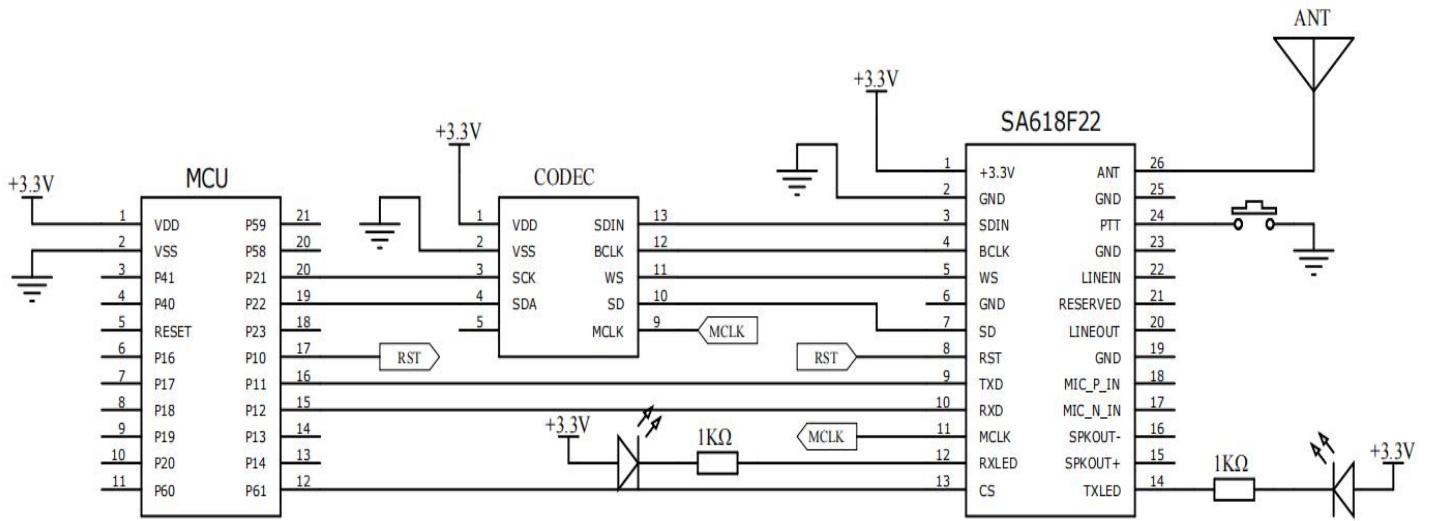 ANT
+3.3V
SA618F22
+3.3V
MCU
CODEC
+3.3V
1 VDD P59 21
2 VSS P58 20
3 P41 P21 20
4 P40 P22 19
5 RESET P23 18
6 P16 P10 17
7 P17 P11 16
8 P18 P12 15
9 P19 P13 14
10 P20 P14 13
11 P60 P61 12
RST
1 VDD SDIN 13
2 VSS BCLK 12
3 SCK WS 11
4 SDA SD 10
5 MCLK 9
MCLK
RST
MCLK
+3.3V
1KΩ
1 +3.3V ANT 26
2 GND GND 25
3 SDIN PTT 24
4 BCLK GND 23
5 WS LINEIN 22
6 GND RESERVED 21
7 SD LINEOUT 20
8 RST GND 19
9 TXD MIC_P_IN 18
10 RXD MIC_N_IN 17
11 MCLK SPKOUT- 16
12 RXLED SPKOUT+ 15
13 CS TXLED 14
1KΩ
+3.3V